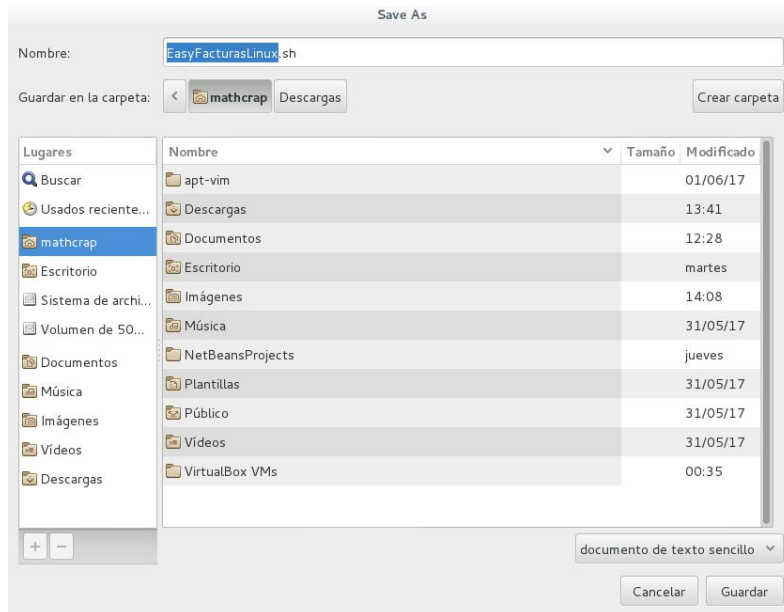 Save As
Nombre: EasyFacturasLinux.sh
Guardar en la carpeta: < mathcrap Descargas Crear carpeta
Lugares
Buscar
Usados reciente...
mathcrap
Escritorio
Sistema de archi...
Volumen de 50...
Documentos
Música
Imágenes
Vídeos
Descargas
Nombre Tamaño Modificado
apt-vim 01/06/17
Descargas 13:41
Documentos 12:28
Escritorio martes
Imágenes 14:08
Música 31/05/17
NetBeansProjects jueves
Plantillas 31/05/17
Público 31/05/17
Vídeos 31/05/17
VirtualBox VMs 00:35
+ −
documento de texto sencillo
Cancelar Guardar